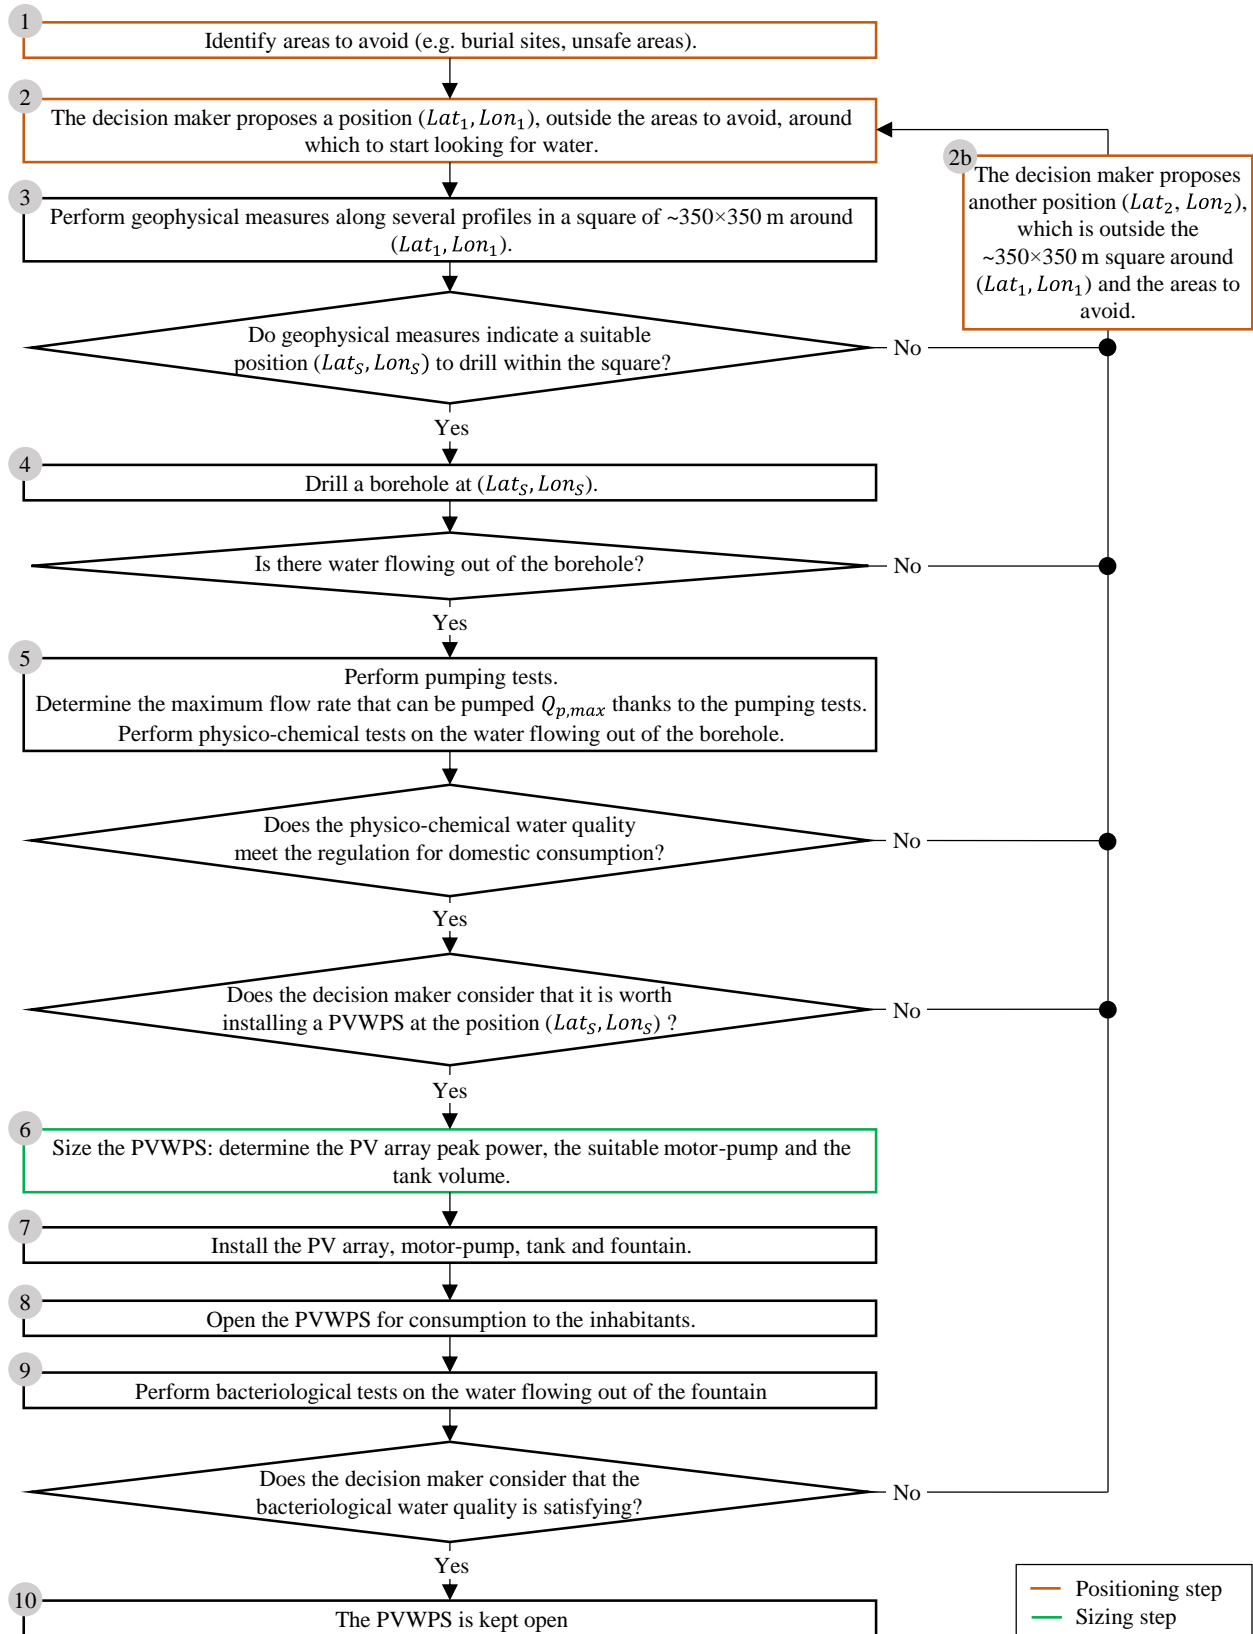 1
Identify areas to avoid (e.g. burial sites, unsafe areas).
2
The decision maker proposes a position (Lat₁, Lon₁), outside the areas to avoid, around
which to start looking for water.
2b
The decision maker proposes
another position (Lat₂, Lon₂),
which is outside the
~350×350 m square around
(Lat₁, Lon₁) and the areas to
avoid.
3
Perform geophysical measures along several profiles in a square of ~350×350 m around
(Lat₁, Lon₁).
Do geophysical measures indicate a suitable
position (Lat_S, Lon_S) to drill within the square?
No
Yes
4
Drill a borehole at (Lat_S, Lon_S).
Is there water flowing out of the borehole?
No
Yes
5
Perform pumping tests.
Determine the maximum flow rate that can be pumped Q_{p,max} thanks to the pumping tests.
Perform physico-chemical tests on the water flowing out of the borehole.
Does the physico-chemical water quality
meet the regulation for domestic consumption?
No
Yes
Does the decision maker consider that it is worth
installing a PVWPS at the position (Lat_S, Lon_S) ?
No
Yes
6
Size the PVWPS: determine the PV array peak power, the suitable motor-pump and the
tank volume.
7
Install the PV array, motor-pump, tank and fountain.
8
Open the PVWPS for consumption to the inhabitants.
9
Perform bacteriological tests on the water flowing out of the fountain
Does the decision maker consider that the
bacteriological water quality is satisfying?
No
Yes
10
The PVWPS is kept open
Positioning step
Sizing step